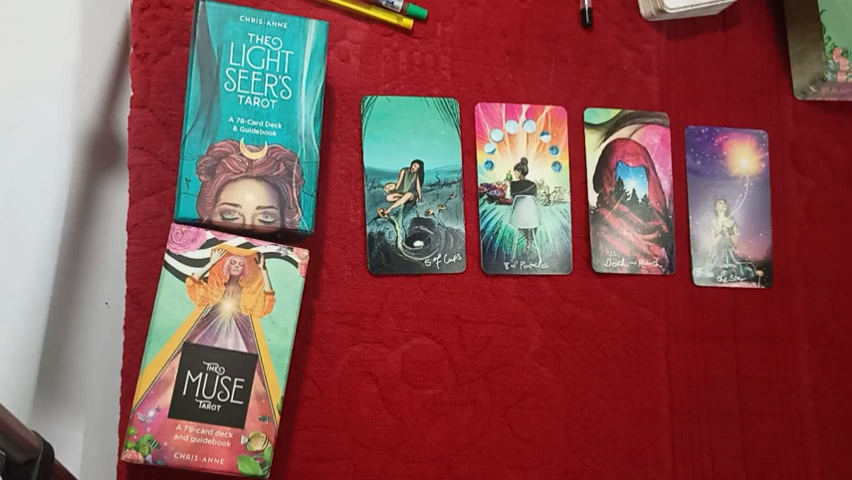 CHRIS-ANNE
THE
LIGHT
SEER'S
TAROT
A 78-Card Deck
& Guidebook
THE
MUSE
TAROT
A 78-card deck
and guidebook
CHRIS-ANNE
5 of Cups
8 of Pentacles
Death - Rebirth
the Star